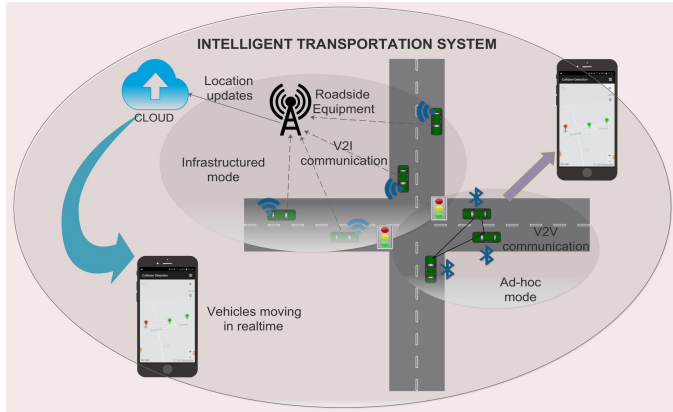 INTELLIGENT TRANSPORTATION SYSTEM
Location
updates
Roadside
Equipment
CLOUD
V2I
communication
Infrastructured
mode
V2V
communication
Ad-hoc
mode
Vehicles moving
in realtime
Collision Detection
Collision Detection